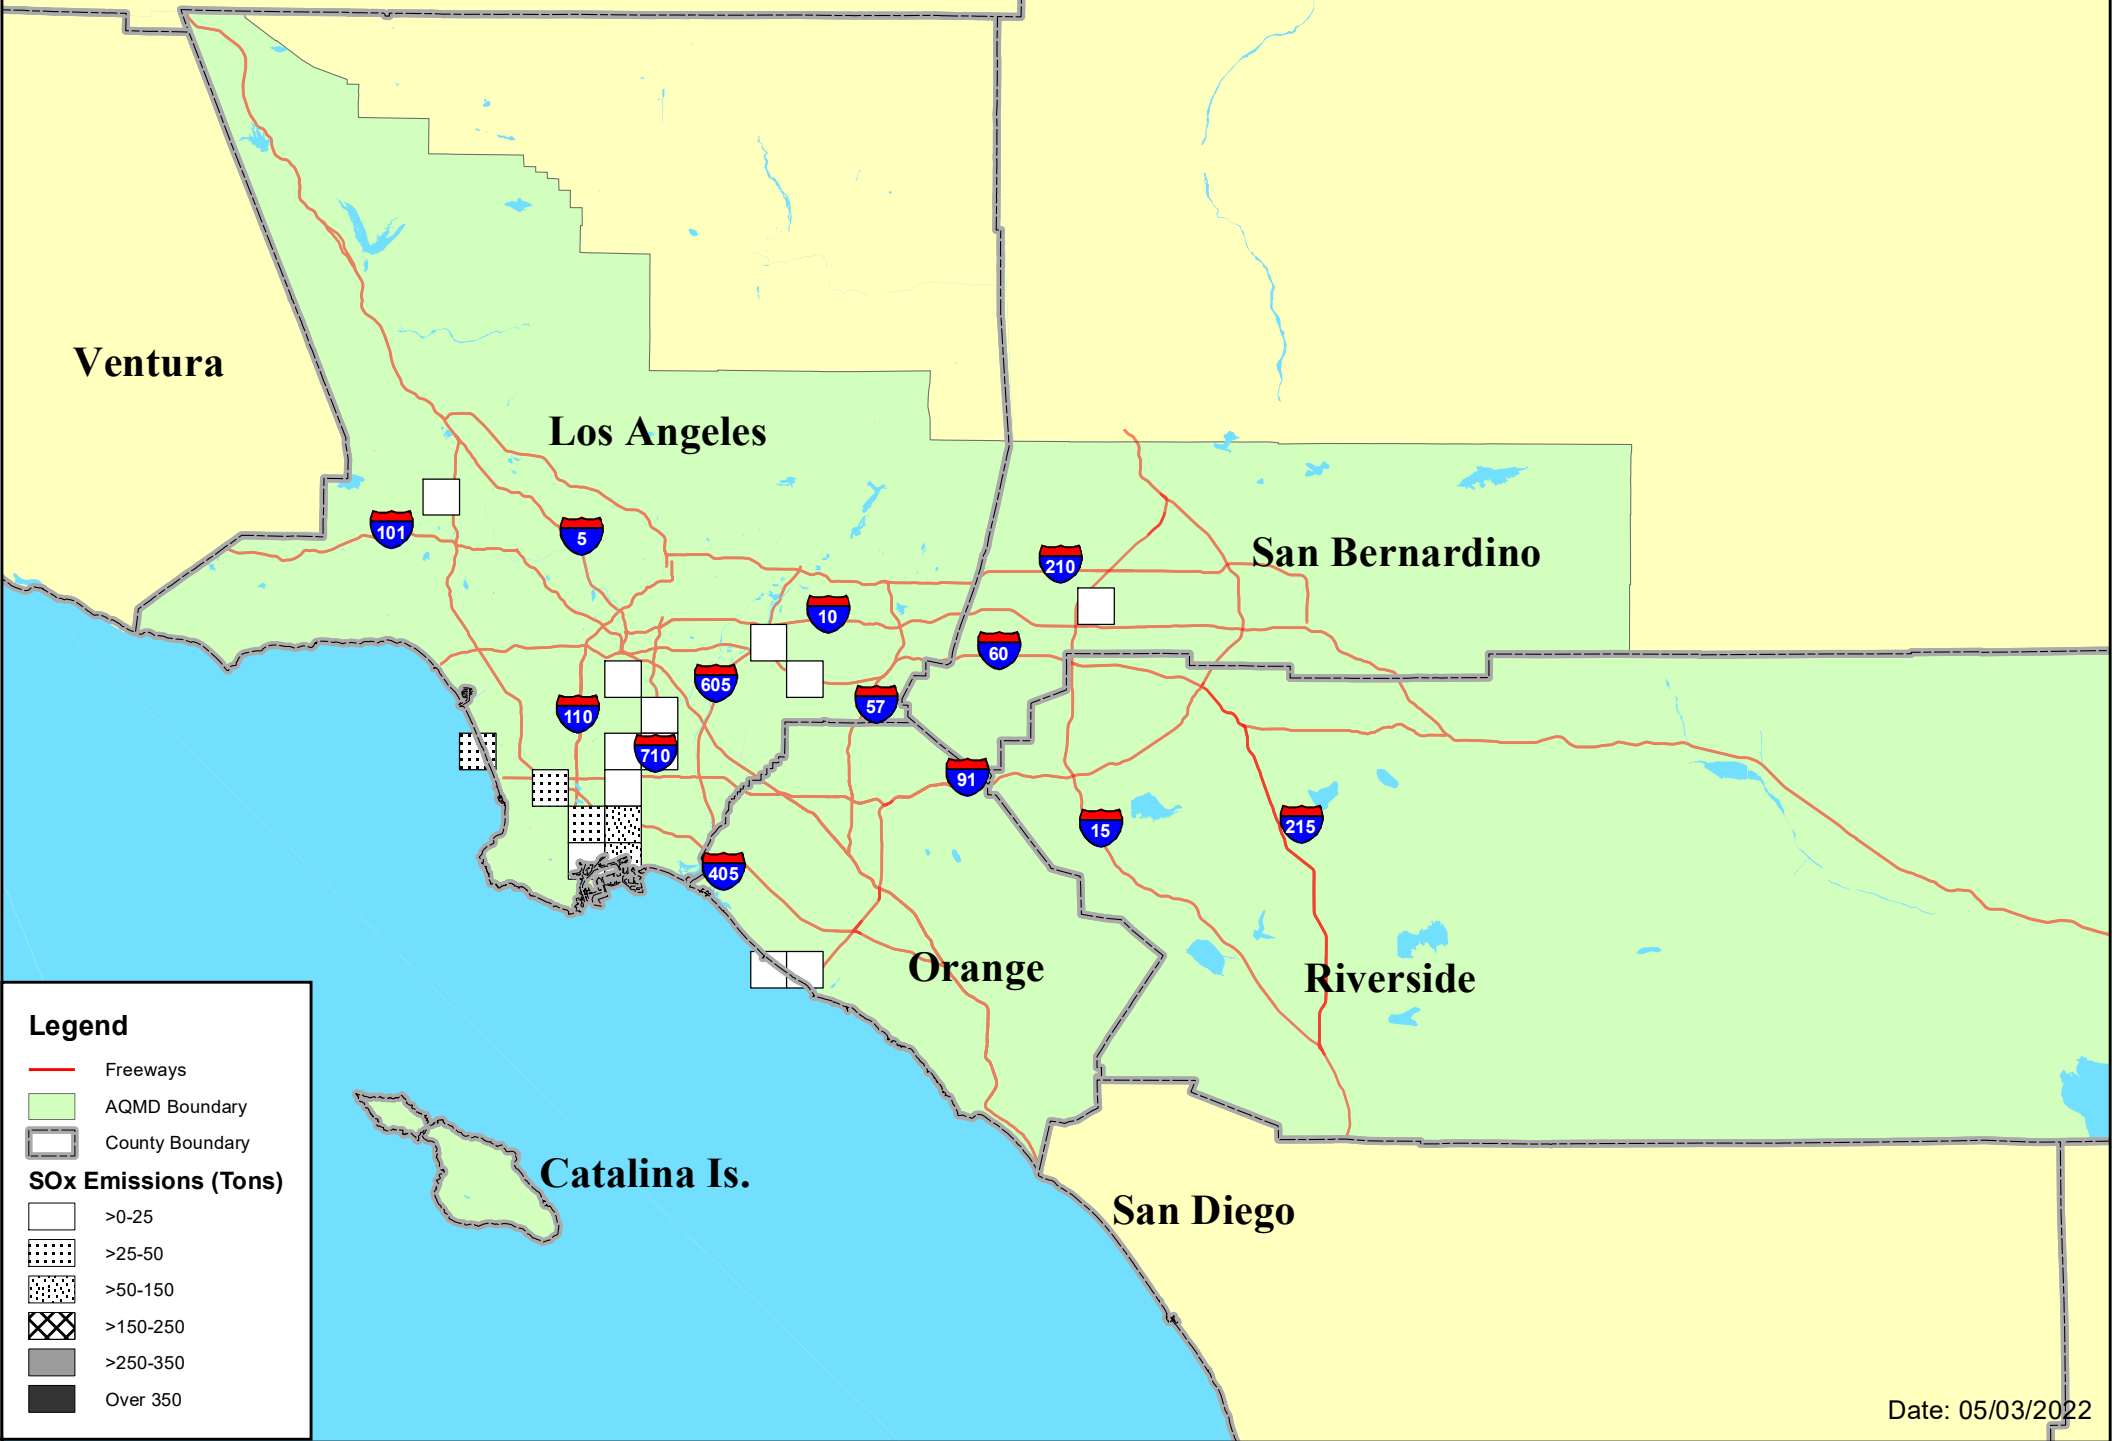 Ventura
Los Angeles
101
5
210
San Bernardino
10
60
605
57
110
710
91
15
215
405
Orange
Riverside
Catalina Is.
San Diego
Legend
Freeways
AQMD Boundary
County Boundary
SOx Emissions (Tons)
>0-25
>25-50
>50-150
>150-250
>250-350
Over 350
Date: 05/03/2022